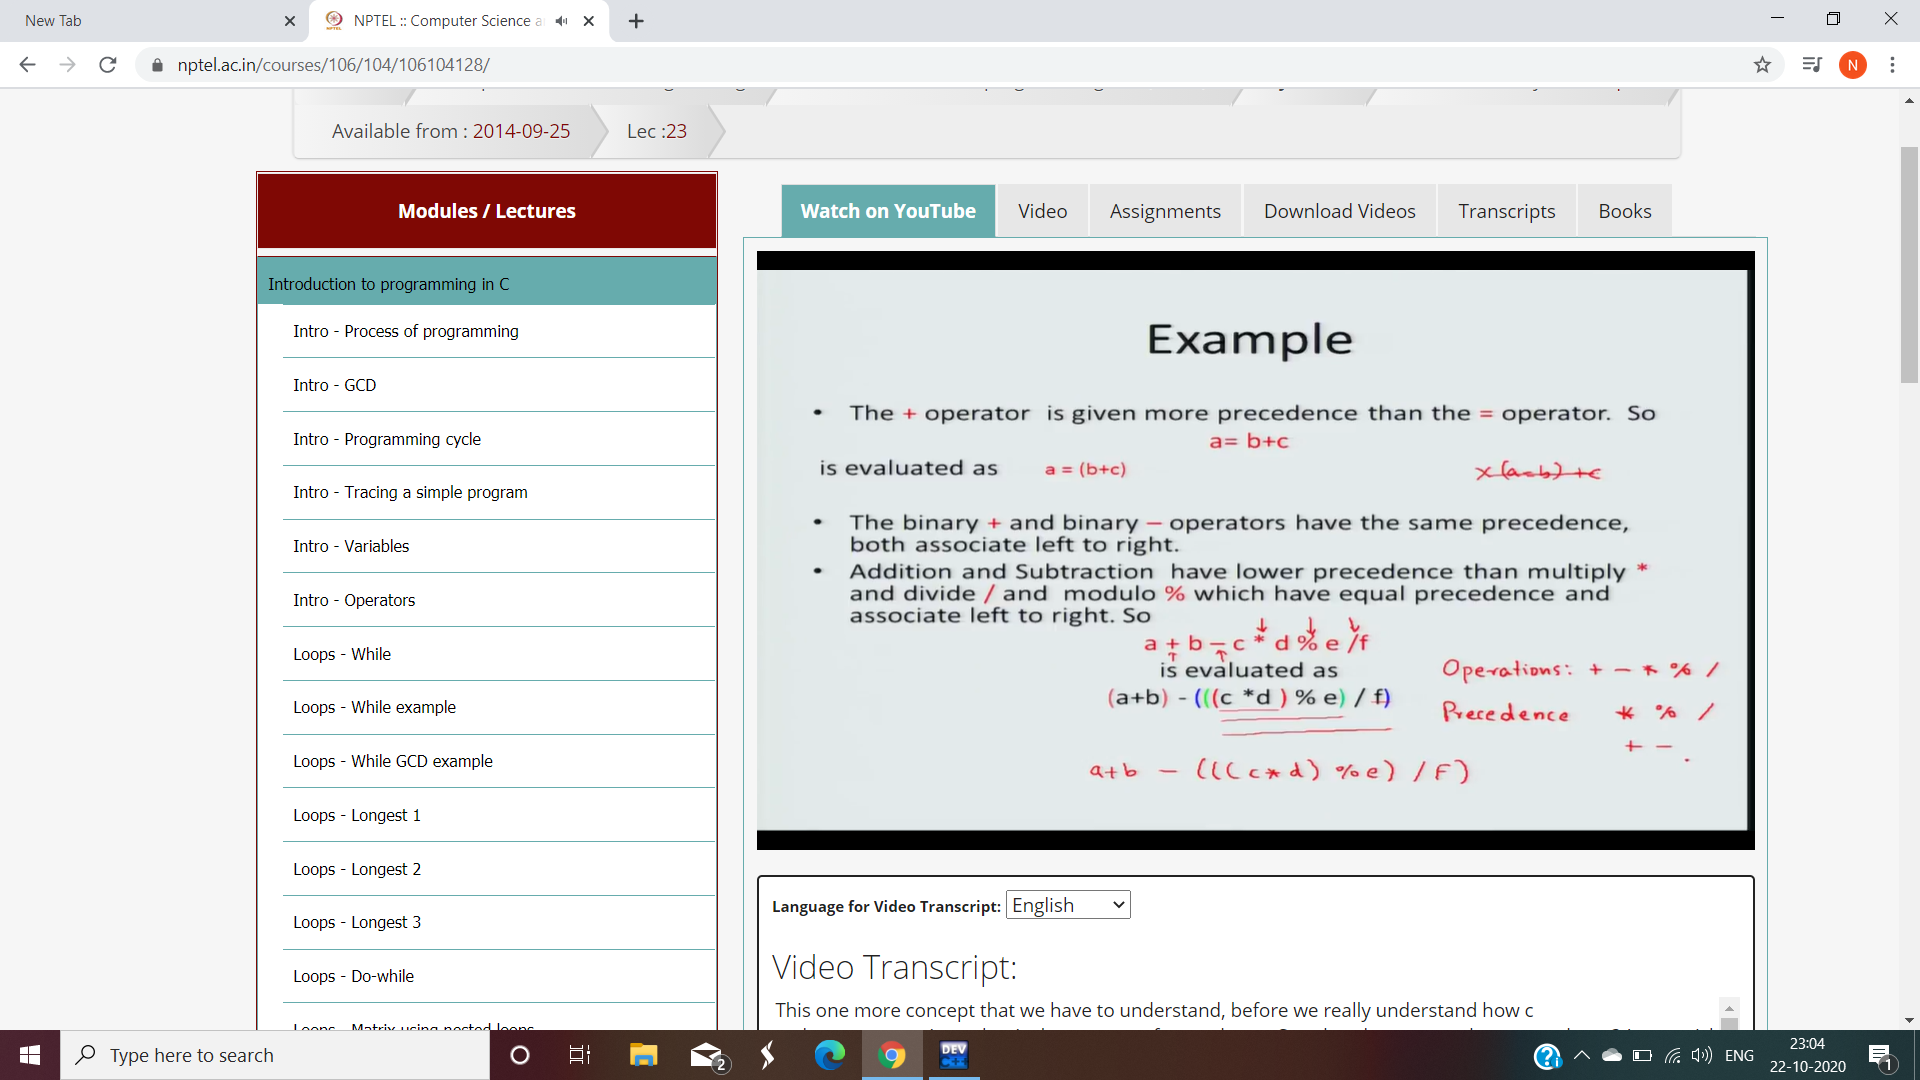 New Tab
NPTEL :: Computer Science a
nptel.ac.in/courses/106/104/106104128/
N
Available from : 2014-09-25
Lec :23
Modules / Lectures
Introduction to programming in C
Intro - Process of programming
Intro - GCD
Intro - Programming cycle
Intro - Tracing a simple program
Intro - Variables
Intro - Operators
Loops - While
Loops - While example
Loops - While GCD example
Loops - Longest 1
Loops - Longest 2
Loops - Longest 3
Loops - Do-while
Loops - Matrix using nested loops
Watch on YouTube
Video
Assignments
Download Videos
Transcripts
Books
Example
• The + operator is given more precedence than the = operator. So
a= b+c
is evaluated as a = (b+c)
x (a=b) +c
• The binary + and binary – operators have the same precedence,
both associate left to right.
• Addition and Subtraction have lower precedence than multiply *
and divide / and modulo % which have equal precedence and
associate left to right. So
a + b – c * d % e /f
is evaluated as
(a+b) - (((c *d ) % e) / f)
Operations: + − * % /
Precedence * % /
+ −
a+b − (((c* d) %e) / F)
Language for Video Transcript: English
Video Transcript:
This one more concept that we have to understand, before we really understand how c
Type here to search
2
DEV
C++
ENG
23:04
22-10-2020
1